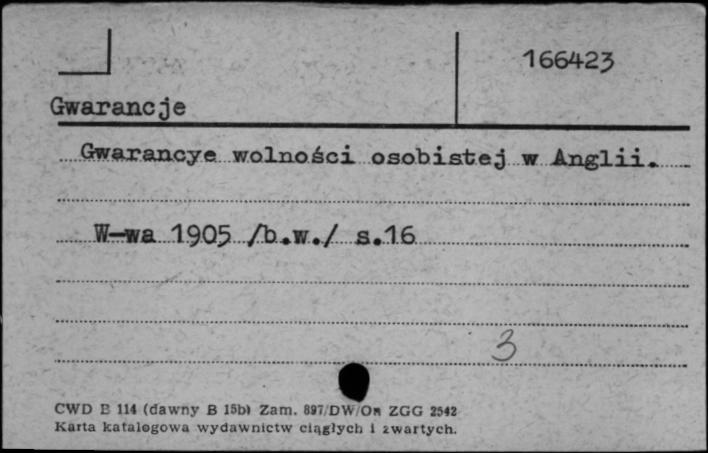 166423
Gwarancje
Gwarancye wolności osobistej w Anglii.
W-wa 1905 /b.w./ s.16
3
CWD B 114 (dawny B 15b) Zam. 897/DW/On ZGG 2542
Karta katalogowa wydawnictw ciągłych i zwartych.